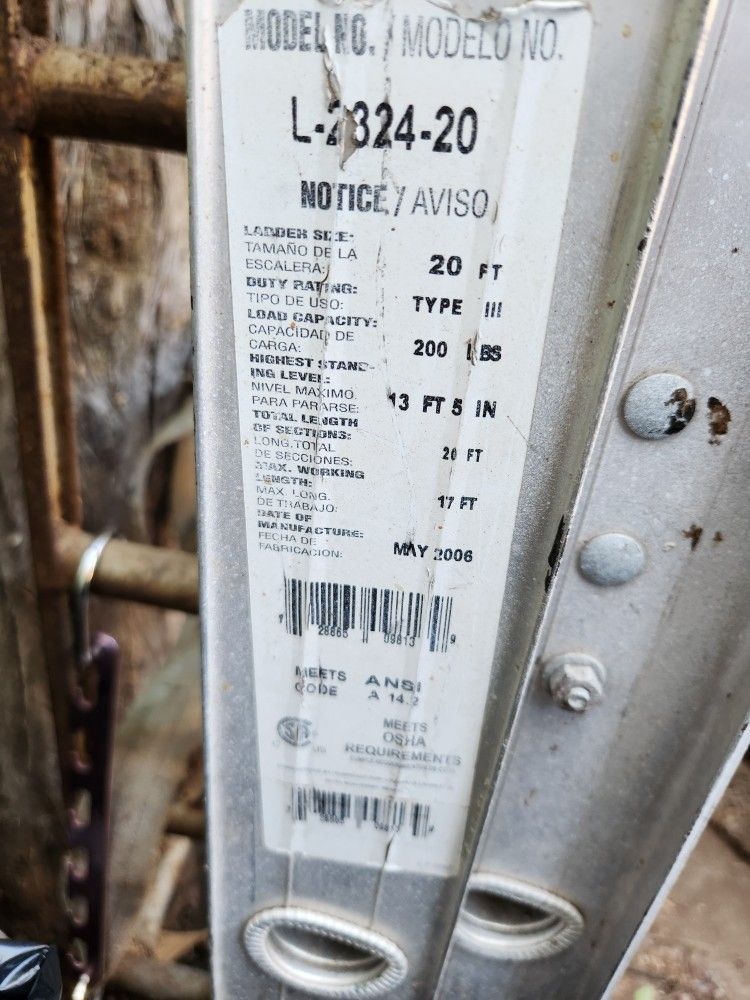 MODEL NO. / MODELO NO.
L-2324-20
NOTICE / AVISO
LADDER SIZE:
TAMAÑO DE LA
ESCALERA: 20 FT
DUTY RATING:
TIPO DE USO: TYPE III
LOAD CAPACITY:
CAPACIDAD DE
CARGA: 200 LBS
HIGHEST STAND-
ING LEVEL:
NIVEL MAXIMO
PARA PARARSE: 13 FT 5 IN
TOTAL LENGTH
OF SECTIONS:
LONG. TOTAL
DE SECCIONES: 20 FT
MAX. WORKING
LENGTH:
MAX. LONG.
DE TRABAJO: 17 FT
DATE OF
MANUFACTURE:
FECHA DE
FABRICACION: MAY 2006
7 28865 09813 9
MEETS ANSI
CODE A 14.2
MEETS
OSHA
REQUIREMENTS